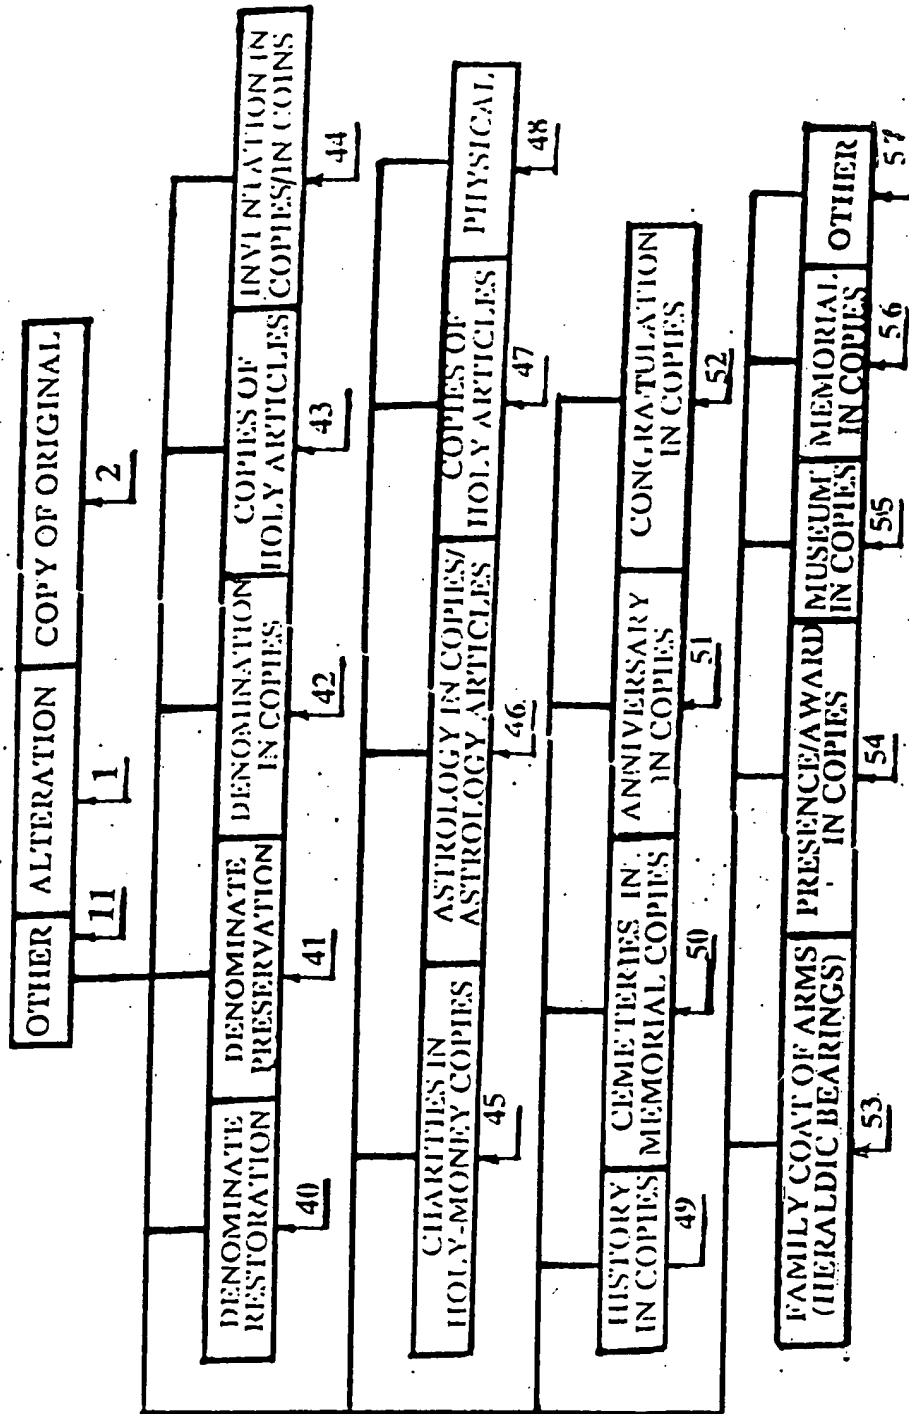 OTHER
ALTERATION
COPY OF ORIGINAL
11
1
2
DENOMINATE
RESTORATION
DENOMINATE
PRESERVATION
DENOMINATION
IN COPIES
COPIES OF
HOLY ARTICLES
INVENTATION IN
COPIES/IN COINS
40
41
42
43
44
CHARITIES IN
HOLY-MONEY COPIES
ASTROLOGY IN COPIES/
ASTROLOGY ARTICLES
COPIES OF
HOLY ARTICLES
PHYSICAL
45
46
47
48
HISTORY
IN COPIES
CEMETERIES IN
MEMORIAL COPIES
ANNIVERSARY
IN COPIES
CONGRATULATION
IN COPIES
49
50
51
52
FAMILY COAT OF ARMS
(HERALDIC BEARINGS)
PRESENCE/AWARD
IN COPIES
MUSEUM
IN COPIES
MEMORIAL
IN COPIES
OTHER
53
54
55
56
57